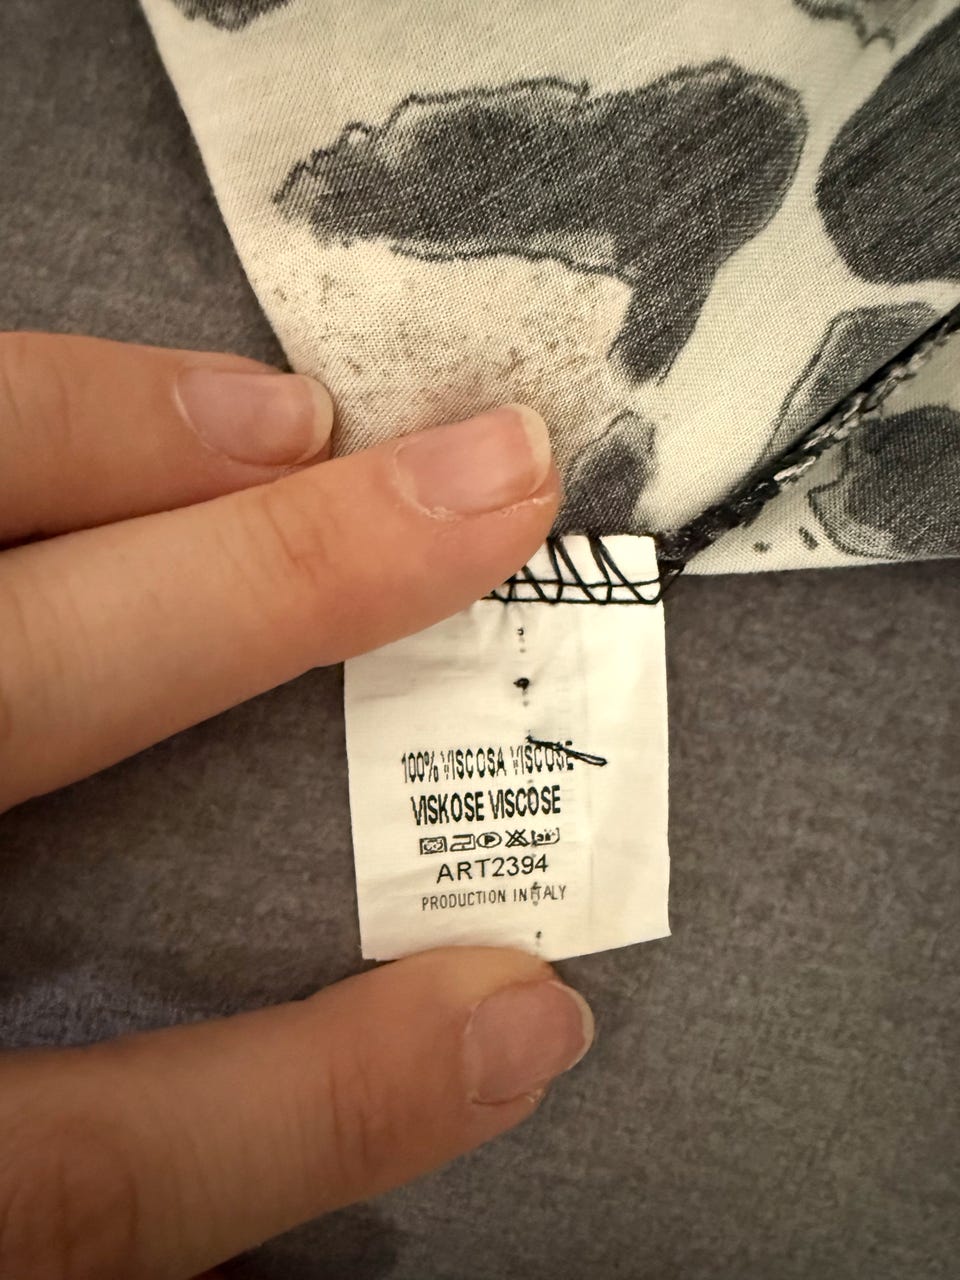 100% VISCOSA VISCOSE
VISKOSE VISCOSE
ART2394
PRODUCTION IN ITALY